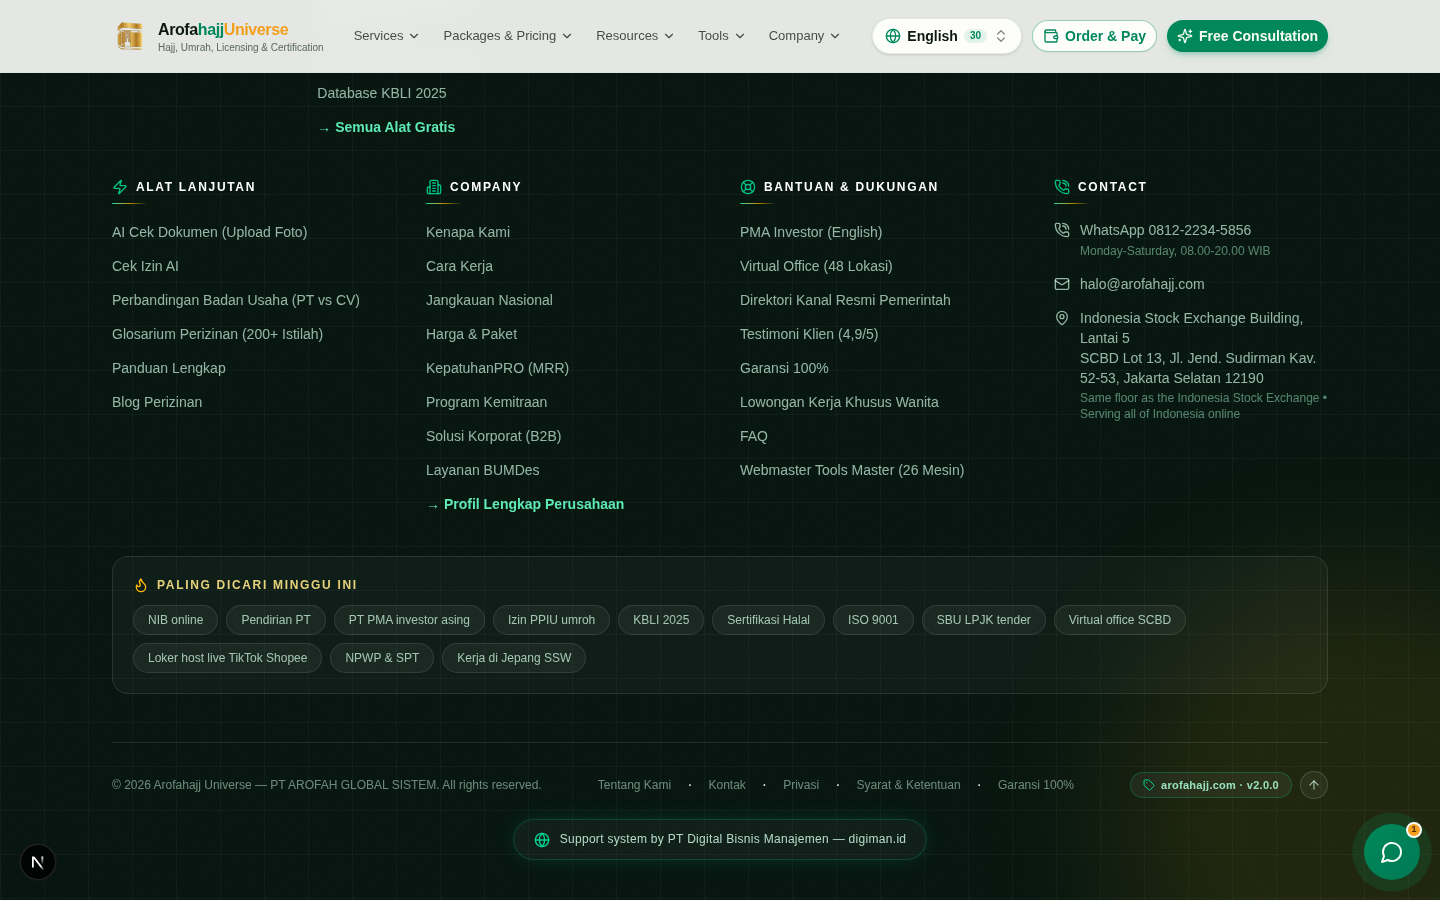 ArofahajjUniverse
Hajj, Umrah, Licensing & Certification
Services
Packages & Pricing
Resources
Tools
Company
English 30
Order & Pay
Free Consultation
Database KBLI 2025
→ Semua Alat Gratis
ALAT LANJUTAN
AI Cek Dokumen (Upload Foto)
Cek Izin AI
Perbandingan Badan Usaha (PT vs CV)
Glosarium Perizinan (200+ Istilah)
Panduan Lengkap
Blog Perizinan
COMPANY
Kenapa Kami
Cara Kerja
Jangkauan Nasional
Harga & Paket
KepatuhanPRO (MRR)
Program Kemitraan
Solusi Korporat (B2B)
Layanan BUMDes
→ Profil Lengkap Perusahaan
BANTUAN & DUKUNGAN
PMA Investor (English)
Virtual Office (48 Lokasi)
Direktori Kanal Resmi Pemerintah
Testimoni Klien (4,9/5)
Garansi 100%
Lowongan Kerja Khusus Wanita
FAQ
Webmaster Tools Master (26 Mesin)
CONTACT
WhatsApp 0812-2234-5856
Monday-Saturday, 08.00-20.00 WIB
halo@arofahajj.com
Indonesia Stock Exchange Building,
Lantai 5
SCBD Lot 13, Jl. Jend. Sudirman Kav.
52-53, Jakarta Selatan 12190
Same floor as the Indonesia Stock Exchange •
Serving all of Indonesia online
PALING DICARI MINGGU INI
NIB online
Pendirian PT
PT PMA investor asing
Izin PPIU umroh
KBLI 2025
Sertifikasi Halal
ISO 9001
SBU LPJK tender
Virtual office SCBD
Loker host live TikTok Shopee
NPWP & SPT
Kerja di Jepang SSW
© 2026 Arofahajj Universe — PT AROFAH GLOBAL SISTEM. All rights reserved.
Tentang Kami · Kontak · Privasi · Syarat & Ketentuan · Garansi 100%
arofahajj.com · v2.0.0
Support system by PT Digital Bisnis Manajemen — digiman.id
N
1